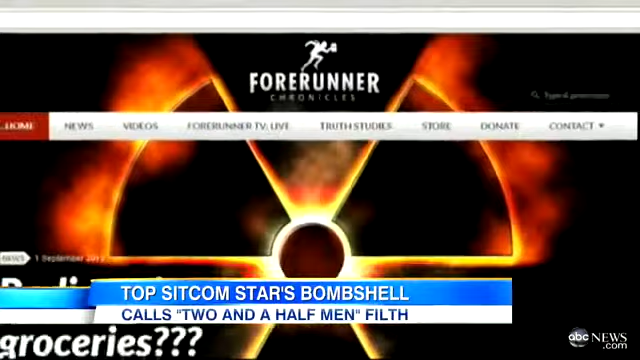 FORERUNNER
CHRONICLES
HOME NEWS VIDEOS FORERUNNER TV: LIVE TRUTH STUDIES STORE DONATE CONTACT
NEWS 1 September
TOP SITCOM STAR'S BOMBSHELL
CALLS "TWO AND A HALF MEN" FILTH
groceries???
abc NEWS
.com